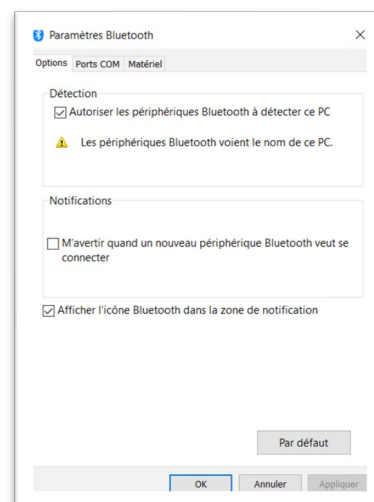 Paramètres Bluetooth
Options Ports COM Matériel
Détection
Autoriser les périphériques Bluetooth à détecter ce PC
Les périphériques Bluetooth voient le nom de ce PC.
Notifications
M'avertir quand un nouveau périphérique Bluetooth veut se
connecter
Afficher l'icône Bluetooth dans la zone de notification
Par défaut
OK Annuler Appliquer